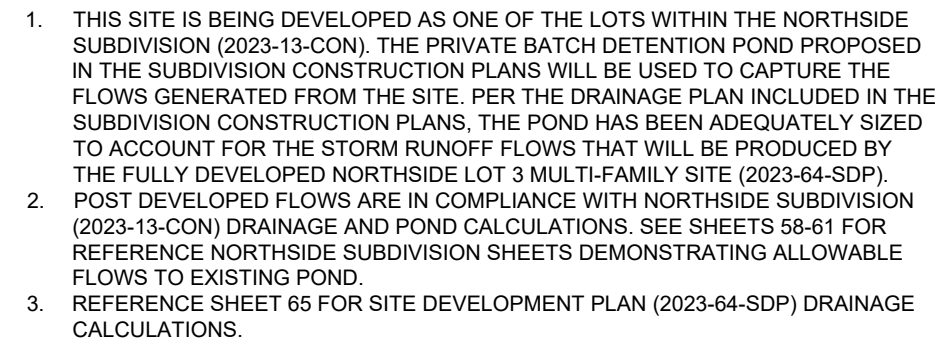 1. THIS SITE IS BEING DEVELOPED AS ONE OF THE LOTS WITHIN THE NORTHSIDE
SUBDIVISION (2023-13-CON). THE PRIVATE BATCH DETENTION POND PROPOSED
IN THE SUBDIVISION CONSTRUCTION PLANS WILL BE USED TO CAPTURE THE
FLOWS GENERATED FROM THE SITE. PER THE DRAINAGE PLAN INCLUDED IN THE
SUBDIVISION CONSTRUCTION PLANS, THE POND HAS BEEN ADEQUATELY SIZED
TO ACCOUNT FOR THE STORM RUNOFF FLOWS THAT WILL BE PRODUCED BY
THE FULLY DEVELOPED NORTHSIDE LOT 3 MULTI-FAMILY SITE (2023-64-SDP).
2. POST DEVELOPED FLOWS ARE IN COMPLIANCE WITH NORTHSIDE SUBDIVISION
(2023-13-CON) DRAINAGE AND POND CALCULATIONS. SEE SHEETS 58-61 FOR
REFERENCE NORTHSIDE SUBDIVISION SHEETS DEMONSTRATING ALLOWABLE
FLOWS TO EXISTING POND.
3. REFERENCE SHEET 65 FOR SITE DEVELOPMENT PLAN (2023-64-SDP) DRAINAGE
CALCULATIONS.